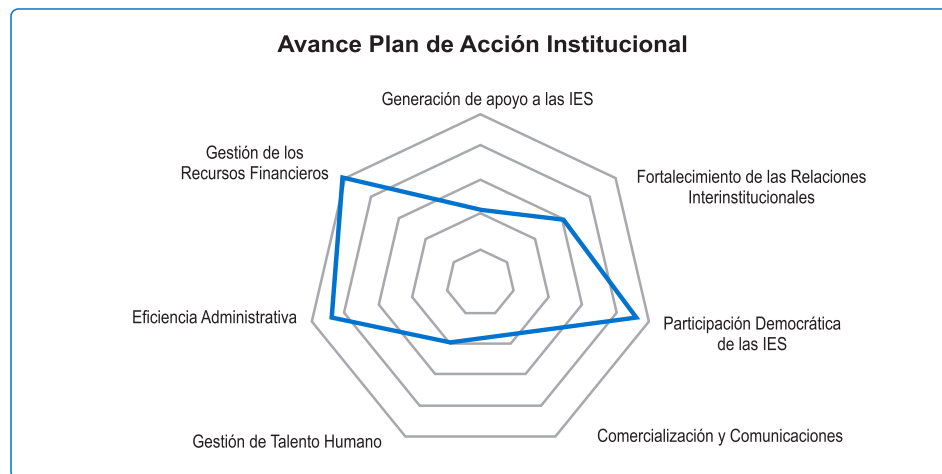 Avance Plan de Acción Institucional
Generación de apoyo a las IES
Gestión de los
Recursos Financieros
Fortalecimiento de las Relaciones
Interinstitucionales
Eficiencia Administrativa
Participación Democrática
de las IES
Gestión de Talento Humano
Comercialización y Comunicaciones